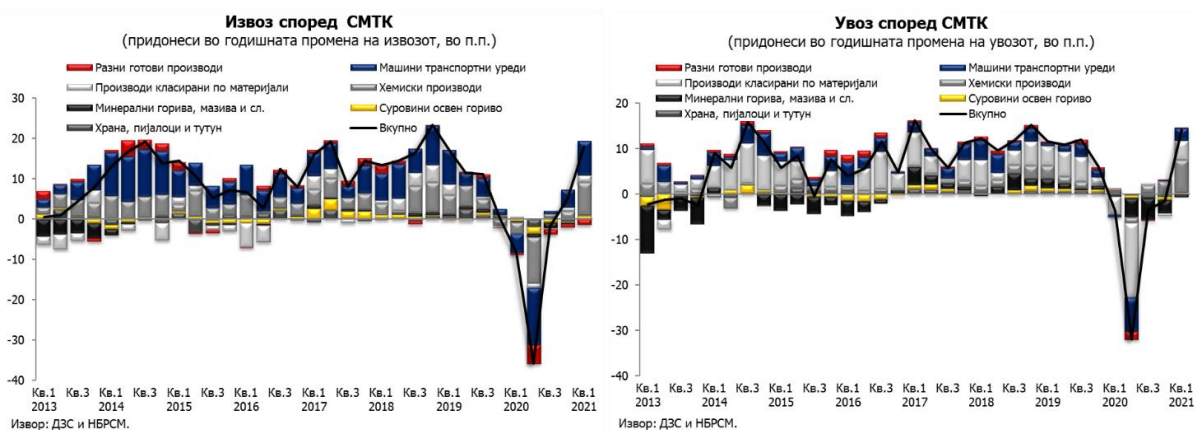 Извоз според СМТК
(придонеси во годишната промена на извозот, во п.п.)
Разни готови производи
Машини транспортни уреди
Производи класирани по материјали
Хемиски производи
Минерални горива, мазива и сл.
Суровини освен гориво
Храна, пијалоци и тутун
Вкупно
30
20
10
0
-10
-20
-30
-40
Кв.1 Кв.3 Кв.1 Кв.3 Кв.1 Кв.3 Кв.1 Кв.3 Кв.1 Кв.3 Кв.1 Кв.3 Кв.1 Кв.3 Кв.1 Кв.3 Кв.1
2013 2014 2015 2016 2017 2018 2019 2020 2021
Извор: ДЗС и НБРСМ.
Увоз според СМТК
(придонеси во годишната промена на увозот, во п.п.)
Разни готови производи
Машини транспортни уреди
Производи класирани по материјали
Хемиски производи
Минерални горива, мазива и сл.
Суровини освен гориво
Храна, пијалоци и тутун
Вкупно
20
10
0
-10
-20
-30
-40
Кв.1 Кв.3 Кв.1 Кв.3 Кв.1 Кв.3 Кв.1 Кв.3 Кв.1 Кв.3 Кв.1 Кв.3 Кв.1 Кв.3 Кв.1 Кв.3 Кв.1
2013 2014 2015 2016 2017 2018 2019 2020 2021
Извор: ДЗС и НБРСМ.